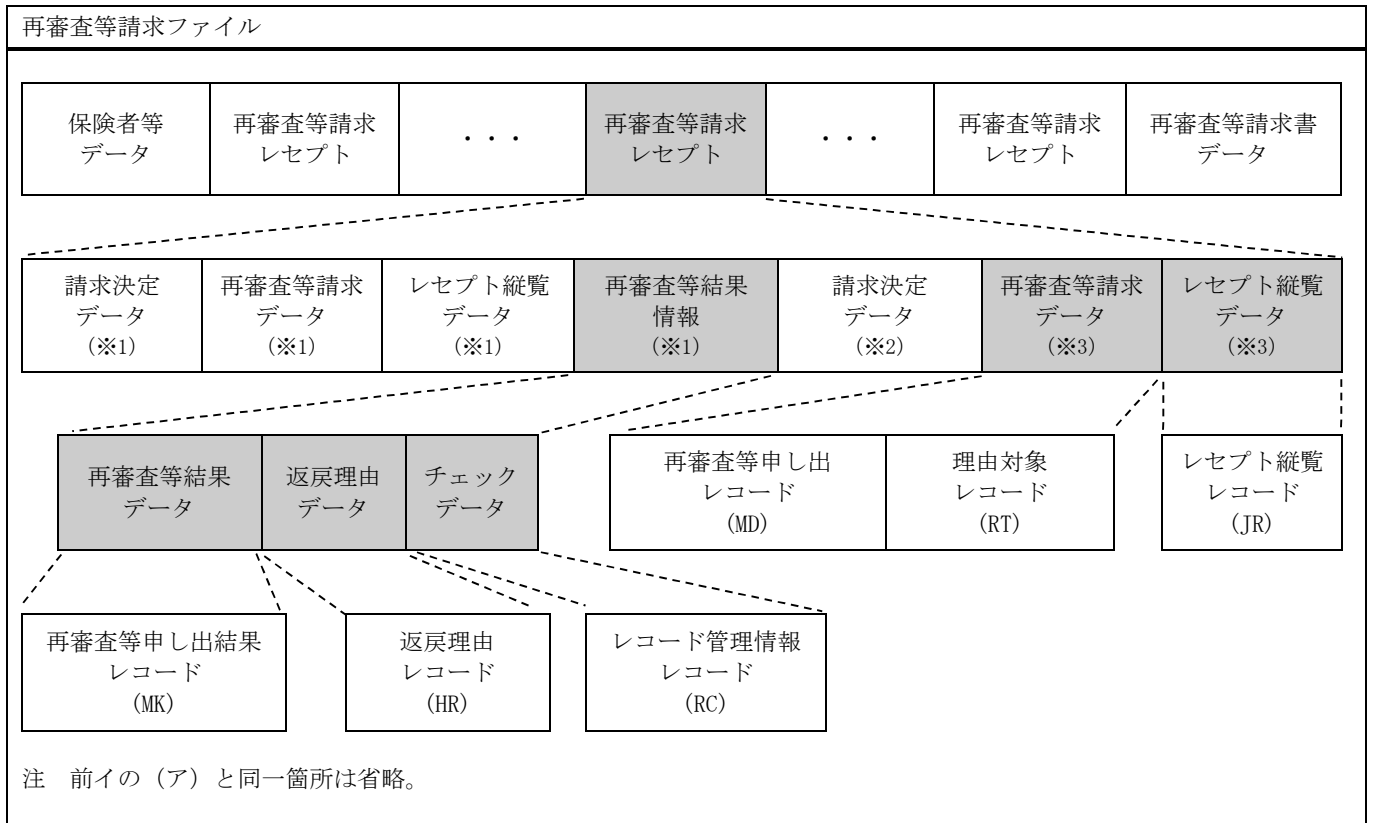 再審査等請求ファイル
保険者等
データ
再審査等請求
レセプト
・・・
再審査等請求
レセプト
・・・
再審査等請求
レセプト
再審査等請求書
データ
請求決定
データ
(※1)
再審査等請求
データ
(※1)
レセプト縦覧
データ
(※1)
再審査等結果
情報
(※1)
請求決定
データ
(※2)
再審査等請求
データ
(※3)
レセプト縦覧
データ
(※3)
再審査等結果
データ
返戻理由
データ
チェック
データ
再審査等申し出
レコード
(MD)
理由対象
レコード
(RT)
レセプト縦覧
レコード
(JR)
再審査等申し出結果
レコード
(MK)
返戻理由
レコード
(HR)
レコード管理情報
レコード
(RC)
注　前イの（ア）と同一箇所は省略。